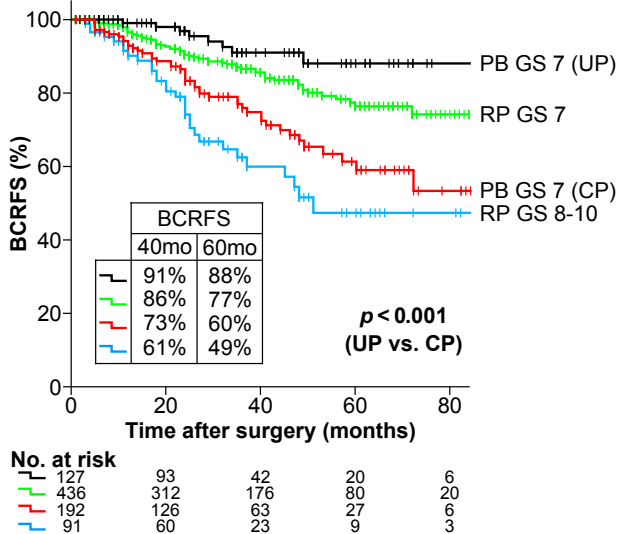 100
80
60
40
20
0
BCRFS (%)
PB GS 7 (UP)
RP GS 7
PB GS 7 (CP)
RP GS 8-10
BCRFS
40mo 60mo
91% 88%
86% 77%
73% 60%
61% 49%
p < 0.001
(UP vs. CP)
0 20 40 60 80
Time after surgery (months)
No. at risk
127 93 42 20 6
436 312 176 80 20
192 126 63 27 6
91 60 23 9 3